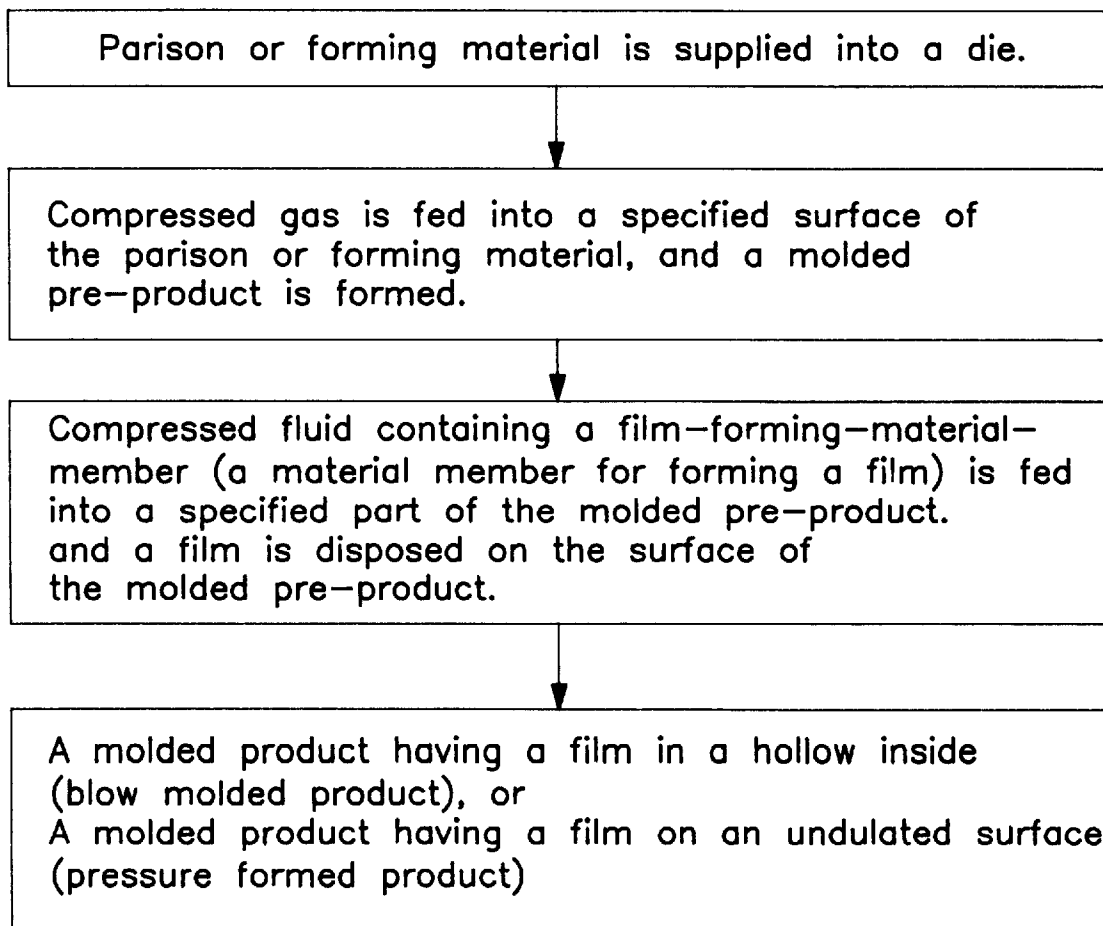 Parison or forming material is supplied into a die.
Compressed gas is fed into a specified surface of
the parison or forming material, and a molded
pre-product is formed.
Compressed fluid containing a film-forming-material-
member (a material member for forming a film) is fed
into a specified part of the molded pre-product.
and a film is disposed on the surface of
the molded pre-product.
A molded product having a film in a hollow inside
(blow molded product), or
A molded product having a film on an undulated surface
(pressure formed product)